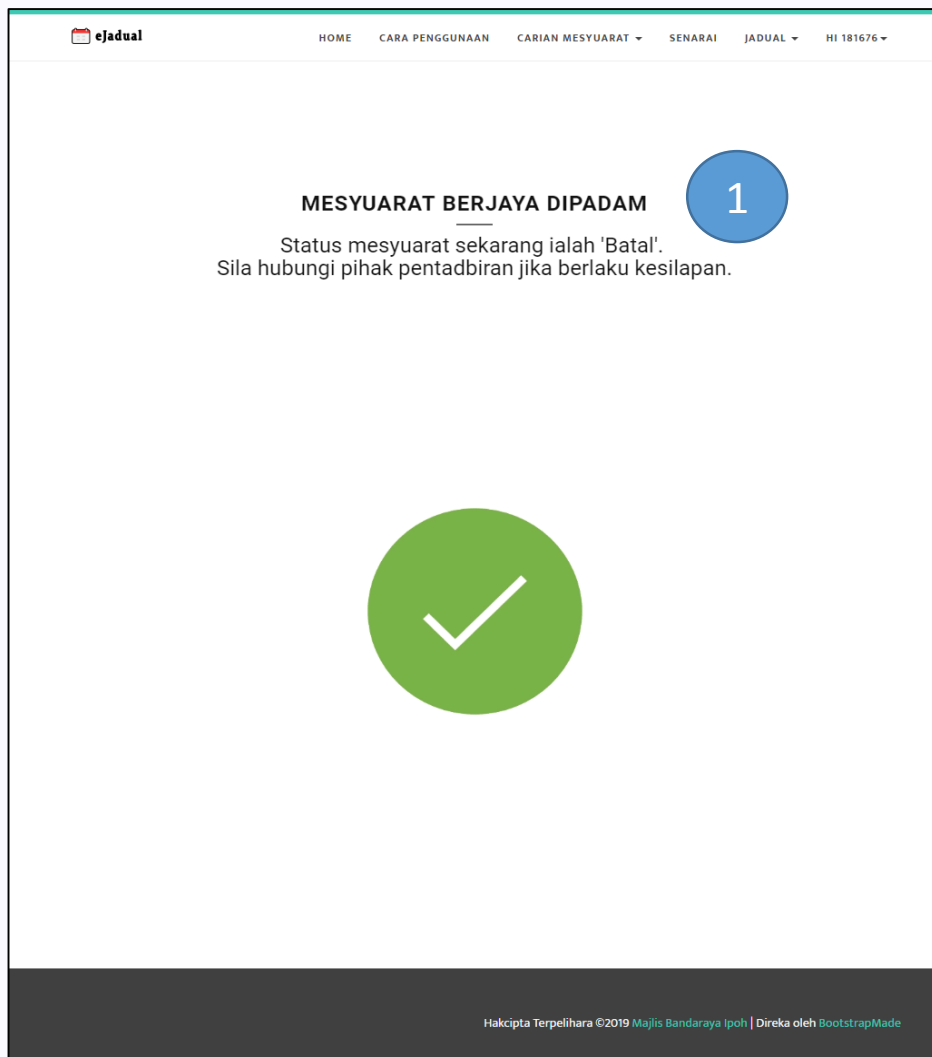 eJadual
HOME CARA PENGGUNAAN CARIAN MESYUARAT SENARAI JADUAL HI 181676
MESYUARAT BERJAYA DIPADAM
1
Status mesyuarat sekarang ialah 'Batal'.
Sila hubungi pihak pentadbiran jika berlaku kesilapan.
Hakcipta Terpelihara ©2019 Majlis Bandaraya Ipoh | Direka oleh BootstrapMade